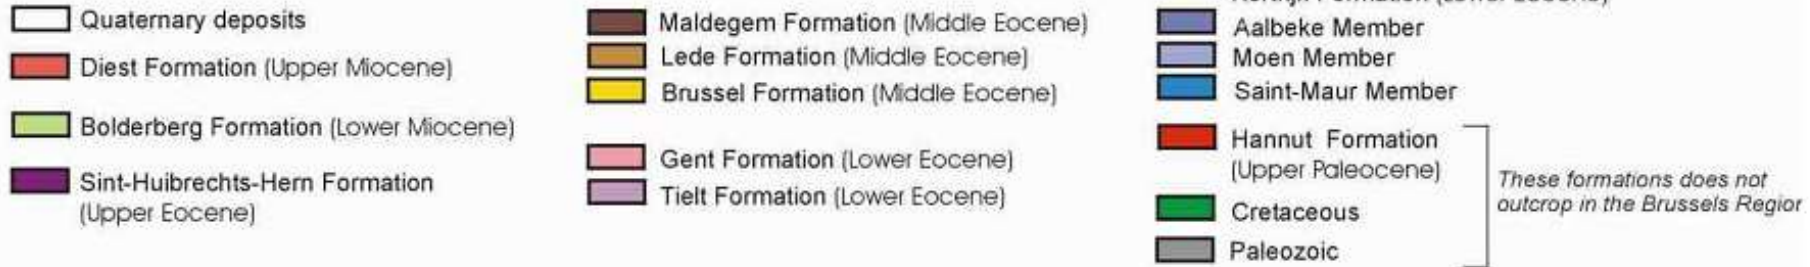 Quaternary deposits
Diest Formation (Upper Miocene)
Bolderberg Formation (Lower Miocene)
Sint-Huibrechts-Hern Formation
(Upper Eocene)
Maldegem Formation (Middle Eocene)
Lede Formation (Middle Eocene)
Brussel Formation (Middle Eocene)
Gent Formation (Lower Eocene)
Tielt Formation (Lower Eocene)
Aalbeke Member
Moen Member
Saint-Maur Member
Hannut Formation
(Upper Paleocene)
Cretaceous
Paleozoic
These formations does not
outcrop in the Brussels Region